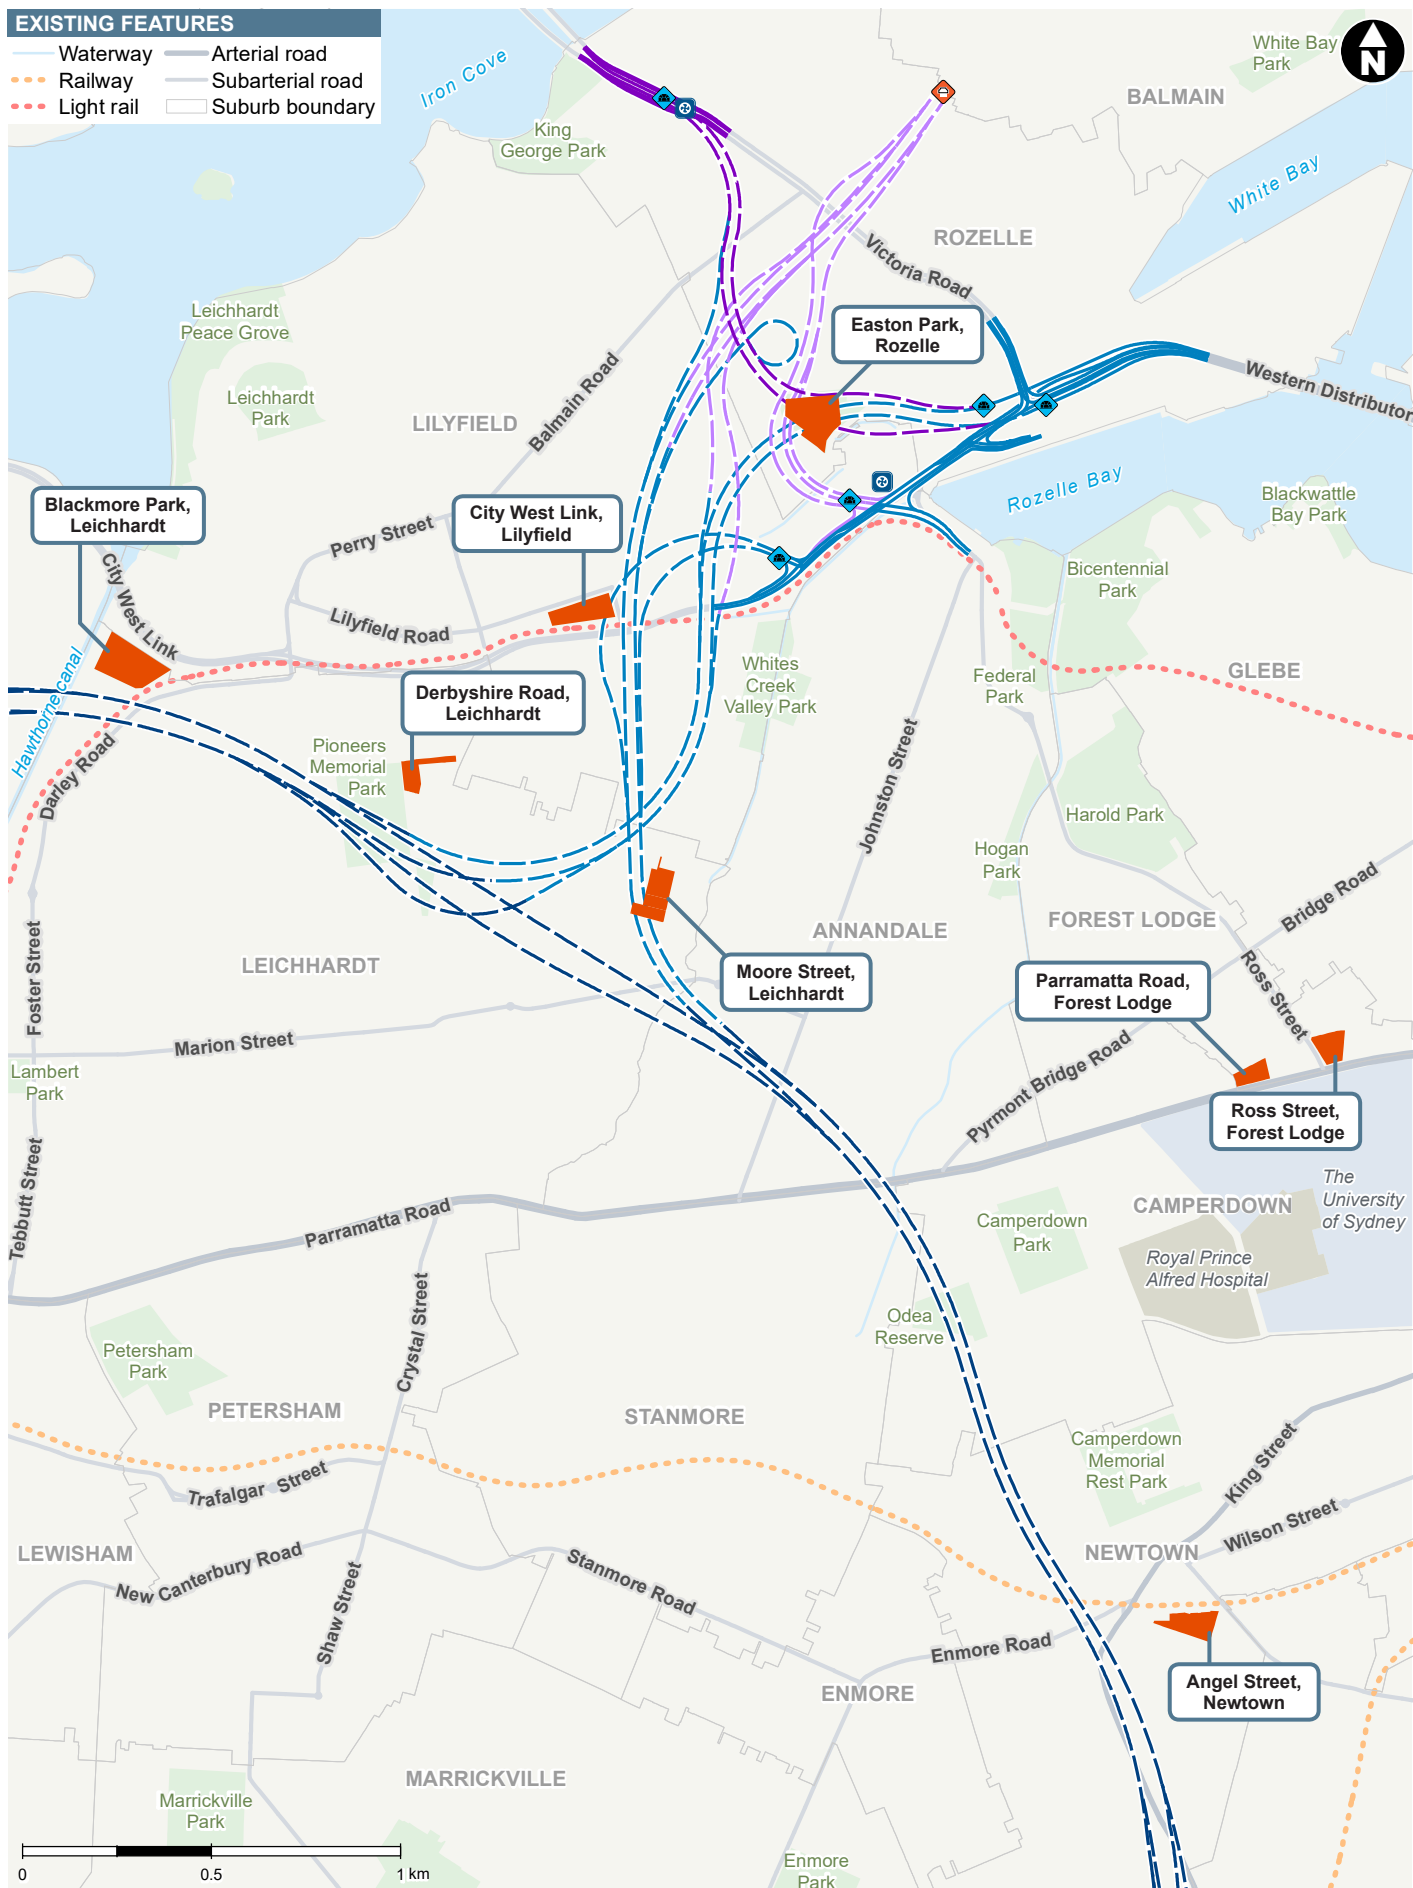 EXISTING FEATURES
Waterway
Arterial road
Railway
Subarterial road
Light rail
Suburb boundary
N
Iron Cove
White Bay
Park
BALMAIN
King
George Park
White Bay
ROZELLE
Victoria Road
Leichhardt
Peace Grove
Easton Park,
Rozelle
Western Distributor
Leichhardt
Park
Balmain Road
LILYFIELD
Rozelle Bay
Blackwattle
Bay Park
Blackmore Park,
Leichhardt
City West Link,
Lilyfield
Perry Street
City West Link
Bicentennial
Park
Lilyfield Road
Hawthorne canal
Derbyshire Road,
Leichhardt
Whites
Creek
Valley Park
Federal
Park
GLEBE
Darley Road
Pioneers
Memorial
Park
Johnston Street
Harold Park
Hogan
Park
Bridge Road
FOREST LODGE
ANNANDALE
Foster Street
LEICHHARDT
Moore Street,
Leichhardt
Parramatta Road,
Forest Lodge
Ross Street
Marion Street
Pyrmont Bridge Road
Lambert
Park
Ross Street,
Forest Lodge
Tebbutt Street
The
University
of Sydney
CAMPERDOWN
Parramatta Road
Camperdown
Park
Royal Prince
Alfred Hospital
Crystal Street
Odea
Reserve
Petersham
Park
PETERSHAM
STANMORE
Camperdown
Memorial
Rest Park
King Street
Trafalgar Street
Wilson Street
LEWISHAM
NEWTOWN
New Canterbury Road
Stanmore Road
Shaw Street
Enmore Road
Angel Street,
Newtown
ENMORE
MARRICKVILLE
Marrickville
Park
0
0.5
1 km
Enmore
Park